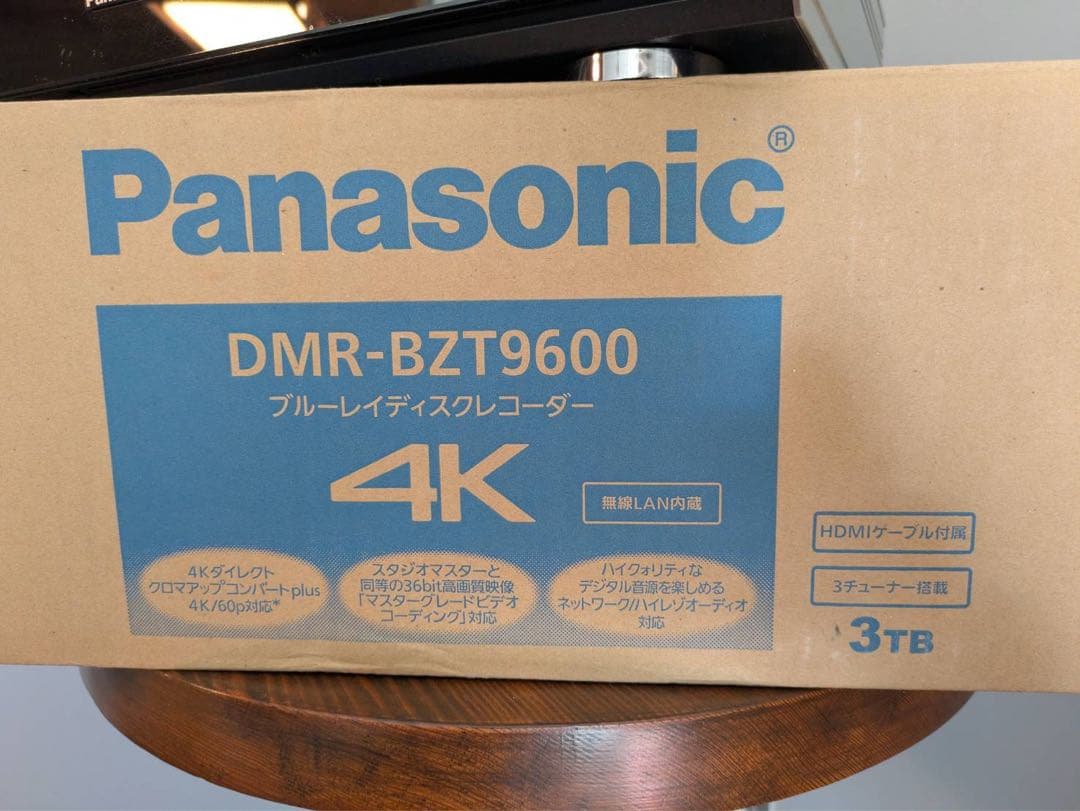 Panasonic®
DMR-BZT9600
ブルーレイディスクレコーダー
4K
無線LAN内蔵
4Kダイレクト
クロマアップコンバートplus
4K/60p対応*
スタジオマスターと
同等の36bit高画質映像
「マスターグレードビデオ
コーディング」対応
ハイクォリティな
デジタル音源を楽しめる
ネットワーク/ハイレゾオーディオ
対応
HDMIケーブル付属
3チューナー搭載
3TB